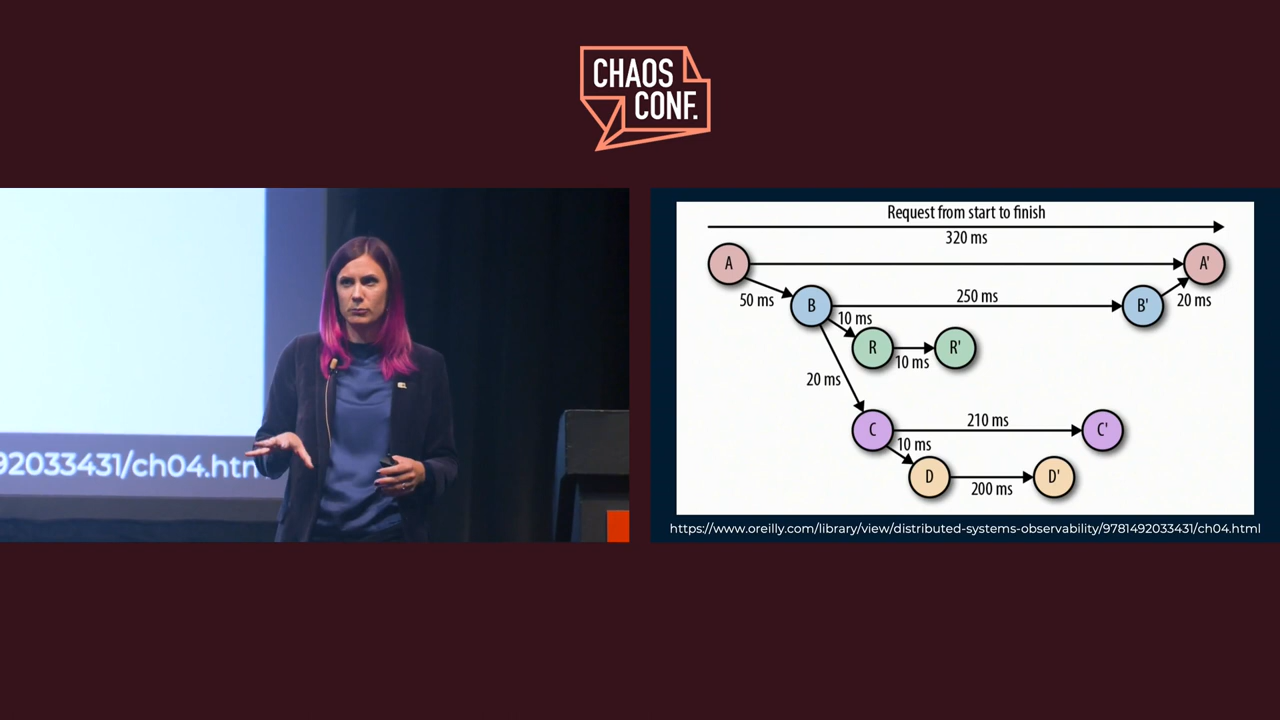 CHAOS
CONF.
92033431/ch04.htm
Request from start to finish
320 ms
A
A'
50 ms
B
250 ms
B'
20 ms
10 ms
R
R'
10 ms
20 ms
C
210 ms
C'
10 ms
D
D'
200 ms
https://www.oreilly.com/library/view/distributed-systems-observability/9781492033431/ch04.html